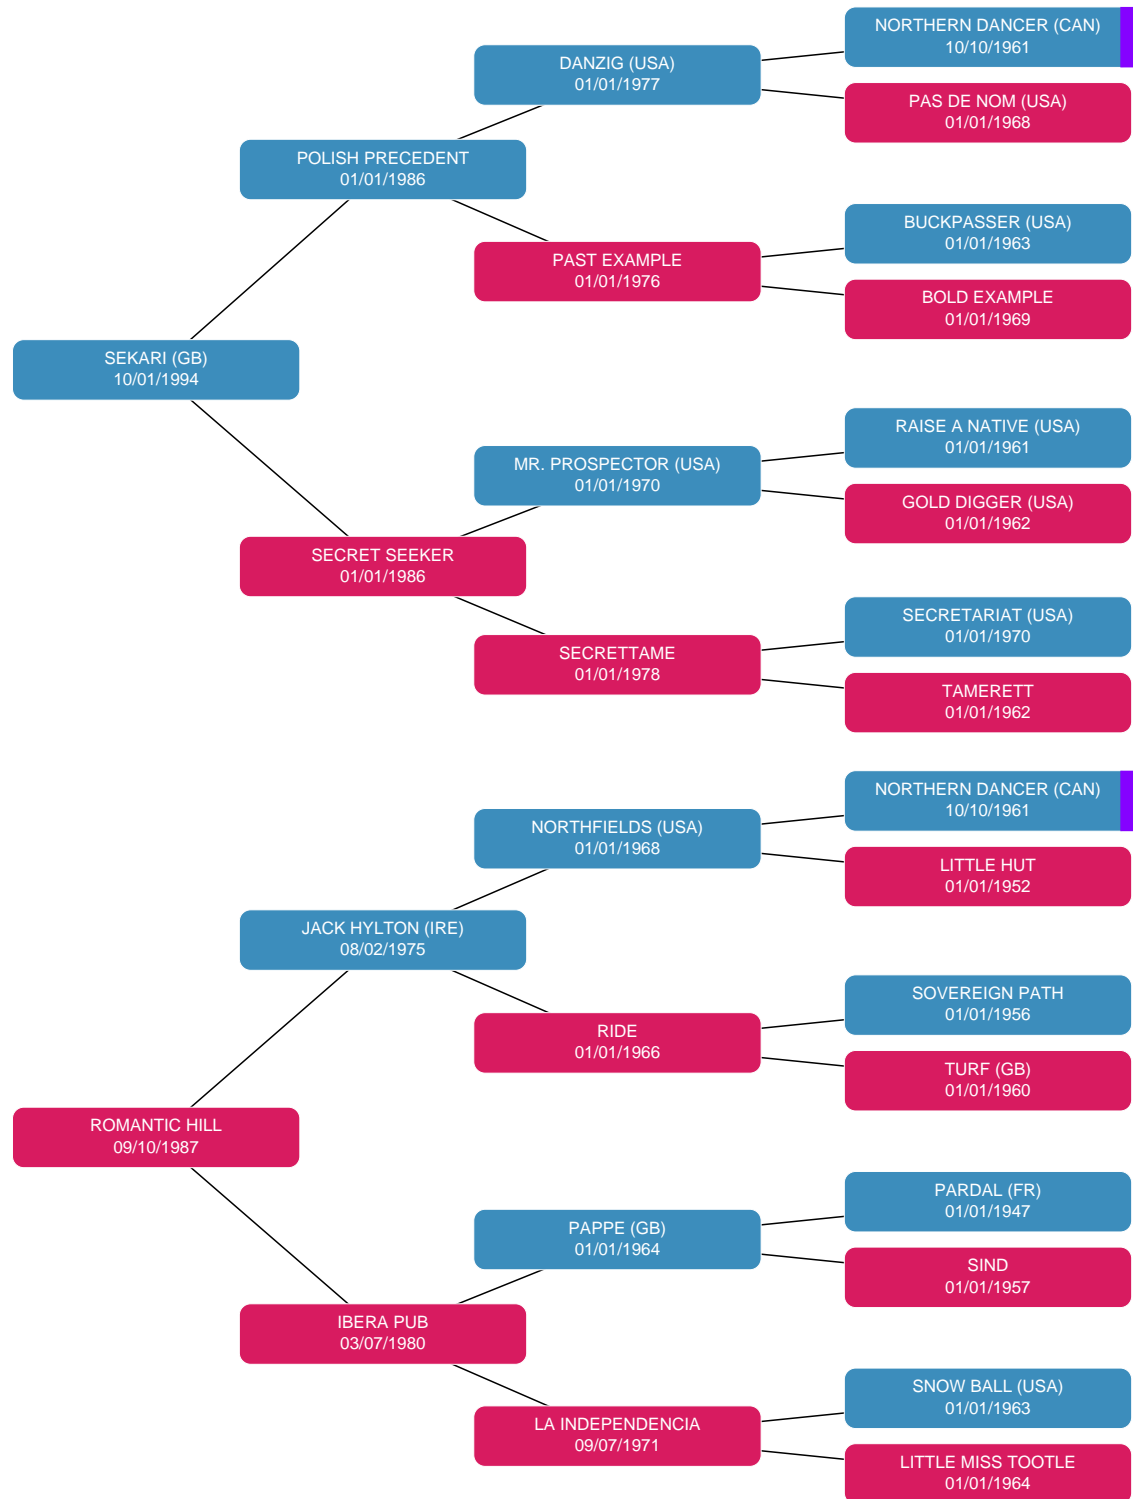 NORTHERN DANCER (CAN)
10/10/1961
DANZIG (USA)
01/01/1977
PAS DE NOM (USA)
01/01/1968
POLISH PRECEDENT
01/01/1986
BUCKPASSER (USA)
01/01/1963
PAST EXAMPLE
01/01/1976
BOLD EXAMPLE
01/01/1969
SEKARI (GB)
10/01/1994
RAISE A NATIVE (USA)
01/01/1961
MR. PROSPECTOR (USA)
01/01/1970
GOLD DIGGER (USA)
01/01/1962
SECRET SEEKER
01/01/1986
SECRETARIAT (USA)
01/01/1970
SECRETTAME
01/01/1978
TAMERETT
01/01/1962
NORTHERN DANCER (CAN)
10/10/1961
NORTHFIELDS (USA)
01/01/1968
LITTLE HUT
01/01/1952
JACK HYLTON (IRE)
08/02/1975
SOVEREIGN PATH
01/01/1956
RIDE
01/01/1966
TURF (GB)
01/01/1960
ROMANTIC HILL
09/10/1987
PARDAL (FR)
01/01/1947
PAPPE (GB)
01/01/1964
SIND
01/01/1957
IBERA PUB
03/07/1980
SNOW BALL (USA)
01/01/1963
LA INDEPENDENCIA
09/07/1971
LITTLE MISS TOOTLE
01/01/1964